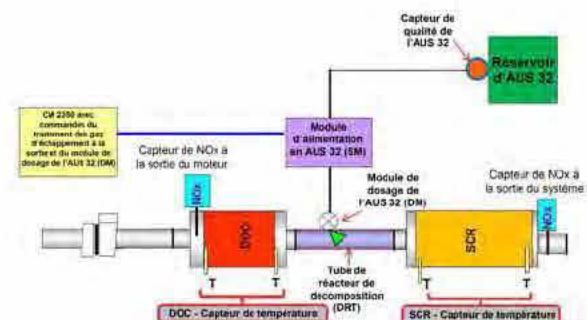 Capteur de
qualité de
l'AUS 32
Réservoir
d'AUS 32
CM 2350 avec
commandes du
traitement des gaz
d'échappement à la
sortie et du module de
dosage de l'AUS 32 (DM)
Module
d'alimentation
en AUS 32 (SM)
Capteur de NOx à
la sortie du moteur
Module de
dosage de
l'AUS 32 (DM)
Capteur de NOx à
la sortie du système
NOx
NOx
DOC
SCR
Tube de
réacteur de
décomposition
(DRT)
T
T
T
T
DOC - Capteur de température
SCR - Capteur de température